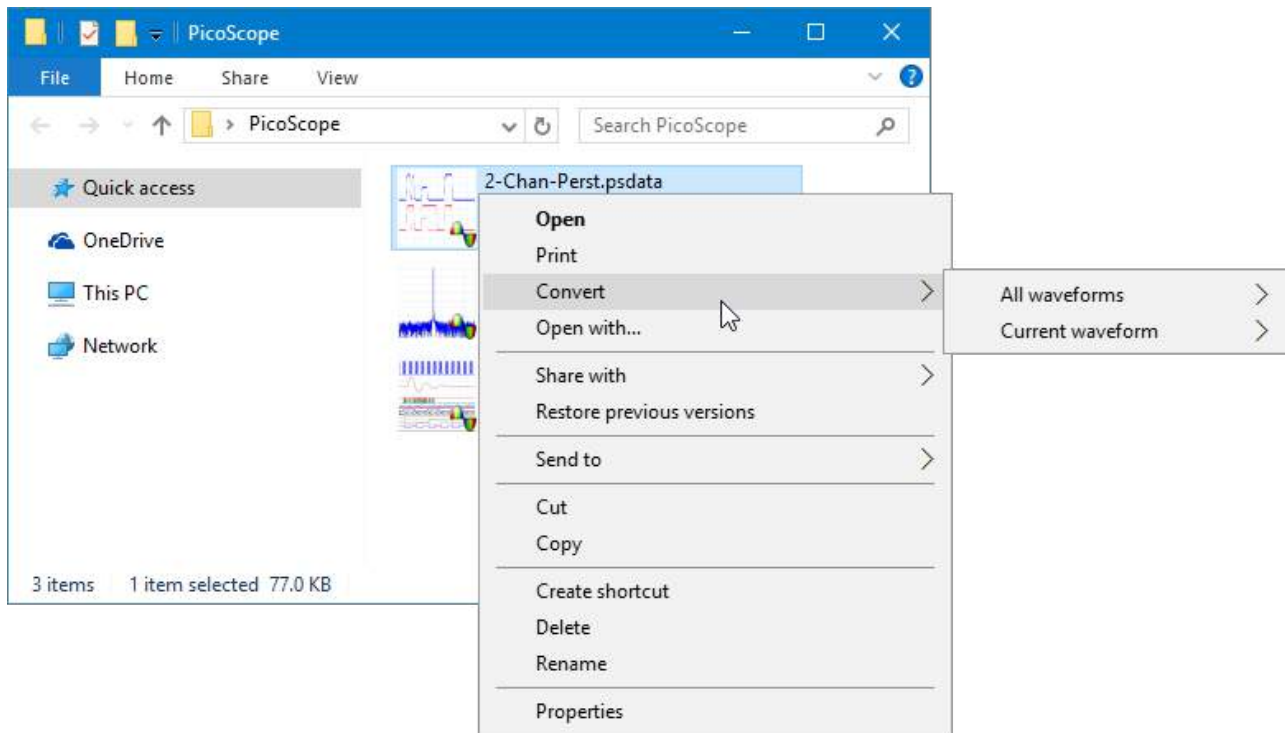 PicoScope
File Home Share View
PicoScope
Search PicoScope
Quick access
OneDrive
This PC
Network
2-Chan-Perst.psdata
Open
Print
Convert
Open with...
Share with
Restore previous versions
Send to
Cut
Copy
Create shortcut
Delete
Rename
Properties
All waveforms
Current waveform
3 items 1 item selected 77.0 KB